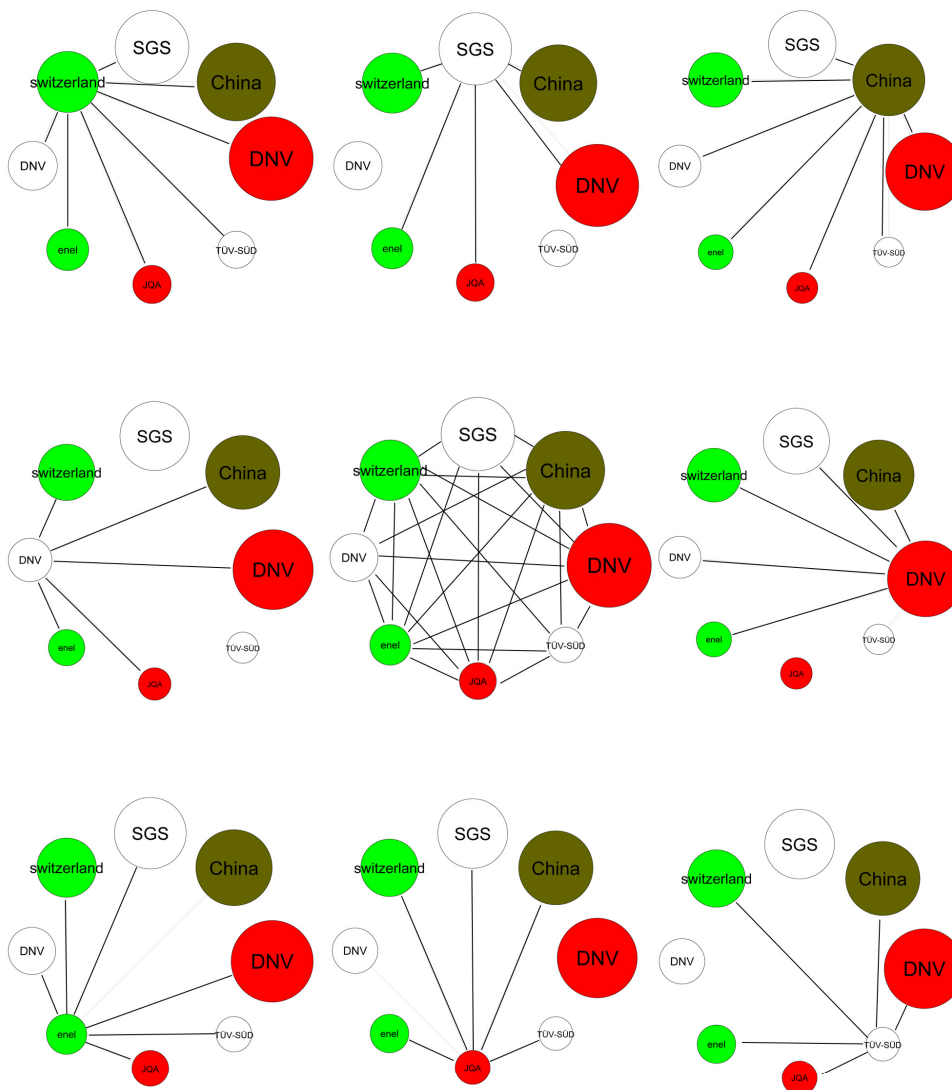 SGS
switzerland
China
DNV
DNV
enel
TÜV-SÜD
JQA
SGS
switzerland
China
DNV
DNV
enel
TÜV-SÜD
JQA
SGS
switzerland
China
DNV
DNV
enel
TÜV-SÜD
JQA
SGS
switzerland
China
DNV
DNV
enel
TÜV-SÜD
JQA
SGS
switzerland
China
DNV
DNV
enel
TÜV-SÜD
JQA
SGS
switzerland
China
DNV
DNV
enel
TÜV-SÜD
JQA
SGS
switzerland
China
DNV
DNV
enel
TÜV-SÜD
JQA
SGS
switzerland
China
DNV
DNV
enel
TÜV-SÜD
JQA
SGS
switzerland
China
DNV
DNV
enel
TÜV-SÜD
JQA